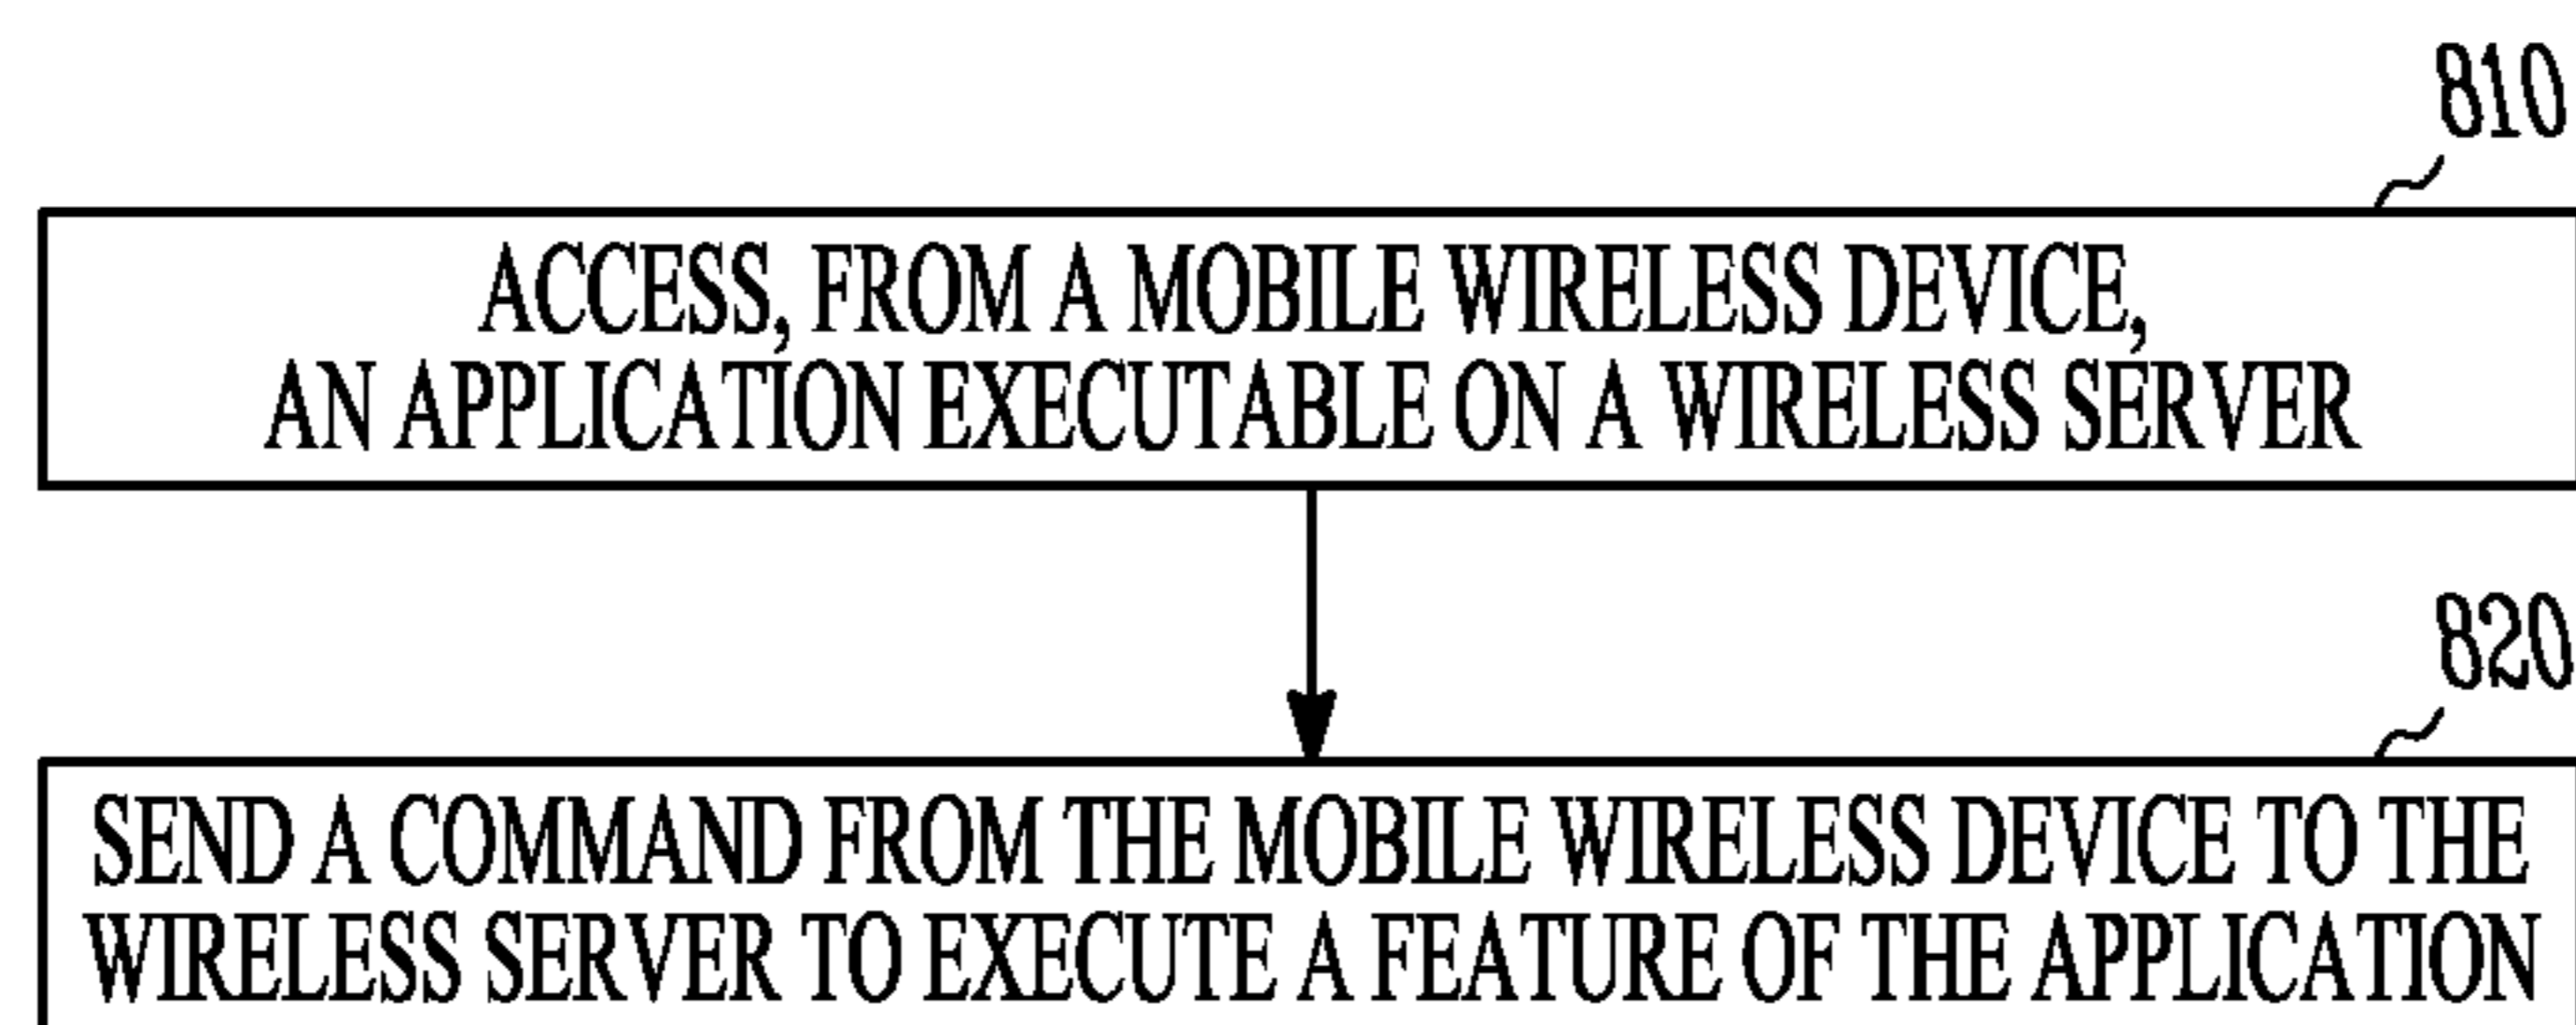 810
ACCESS, FROM A MOBILE WIRELESS DEVICE,
AN APPLICATION EXECUTABLE ON A WIRELESS SERVER
820
SEND A COMMAND FROM THE MOBILE WIRELESS DEVICE TO THE
WIRELESS SERVER TO EXECUTE A FEATURE OF THE APPLICATION